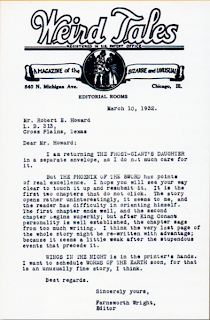 Weird Tales
REGISTERED IN U.S. PATENT OFFICE
A MAGAZINE of the BIZARRE and UNUSUAL
840 N. Michigan Ave. Chicago, Ill.
EDITORIAL ROOMS
March 10, 1932.
Mr. Robert E. Howard
L. B. 313,
Cross Plains, Texas
Dear Mr. Howard:
I am returning THE FROST-GIANT'S DAUGHTER
in a separate envelope, as I do not much care for
it.
But THE PHOENIX ON THE SWORD has points
of real excellence. I hope you will see your way
clear to touch it up and resubmit it. It is the
first two chapters that do not click. The story
opens rather uninterestingly, it seems to me, and
the reader has difficulty in orienting himself.
The first chapter ends well, and the second
chapter begins superbly; but after King Conan's
personality is well established, the chapter sags
from too much writing. I think the very last page of
the whole story might be re-written with advantage;
because it seems a little weak after the stupendous
events that precede it.
WINGS IN THE NIGHT is in the printer's hands.
I want to schedule WORMS OF THE EARTH soon, for that
is an unusually fine story, I think.
Best regards.
Sincerely yours,
Farnsworth Wright,
Editor